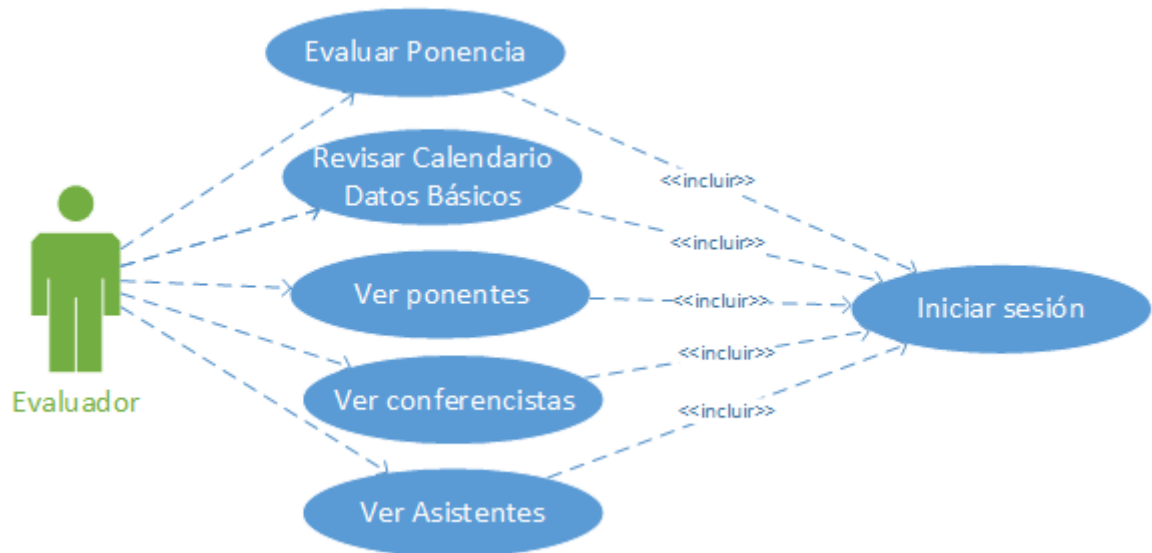 Evaluar Ponencia
Revisar Calendario
Datos Básicos
<<incluir>>
<<incluir>>
Ver ponentes
<<incluir>>
Iniciar sesión
<<incluir>>
Evaluador
Ver conferencistas
<<incluir>>
Ver Asistentes